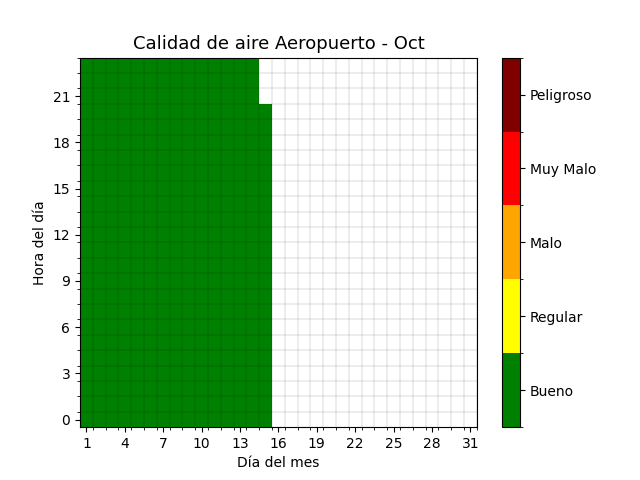 Calidad de aire Aeropuerto - Oct
Hora del día
21
18
15
12
9
6
3
0
1 4 7 10 13 16 19 22 25 28 31
Día del mes
Peligroso
Muy Malo
Malo
Regular
Bueno